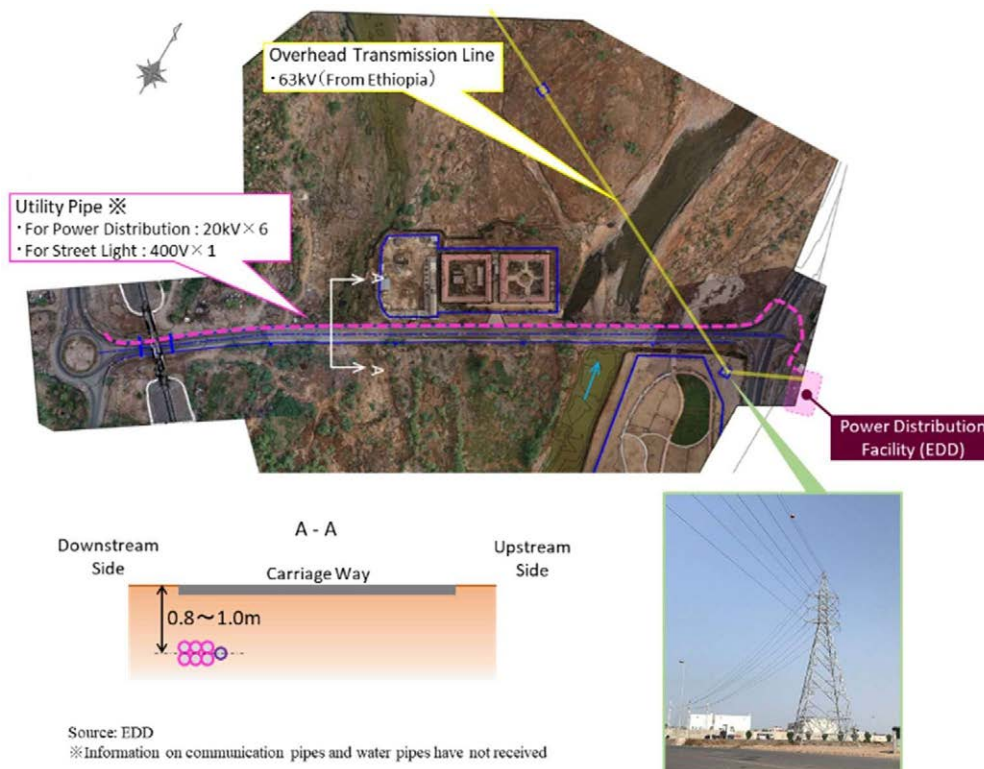 Overhead Transmission Line
・63kV(From Ethiopia)
Utility Pipe ※
・For Power Distribution : 20kV×6
・For Street Light : 400V×1
A
A
Power Distribution
Facility (EDD)
A - A
Downstream
Side
Carriage Way
Upstream
Side
0.8～1.0m
Source: EDD
※Information on communication pipes and water pipes have not received